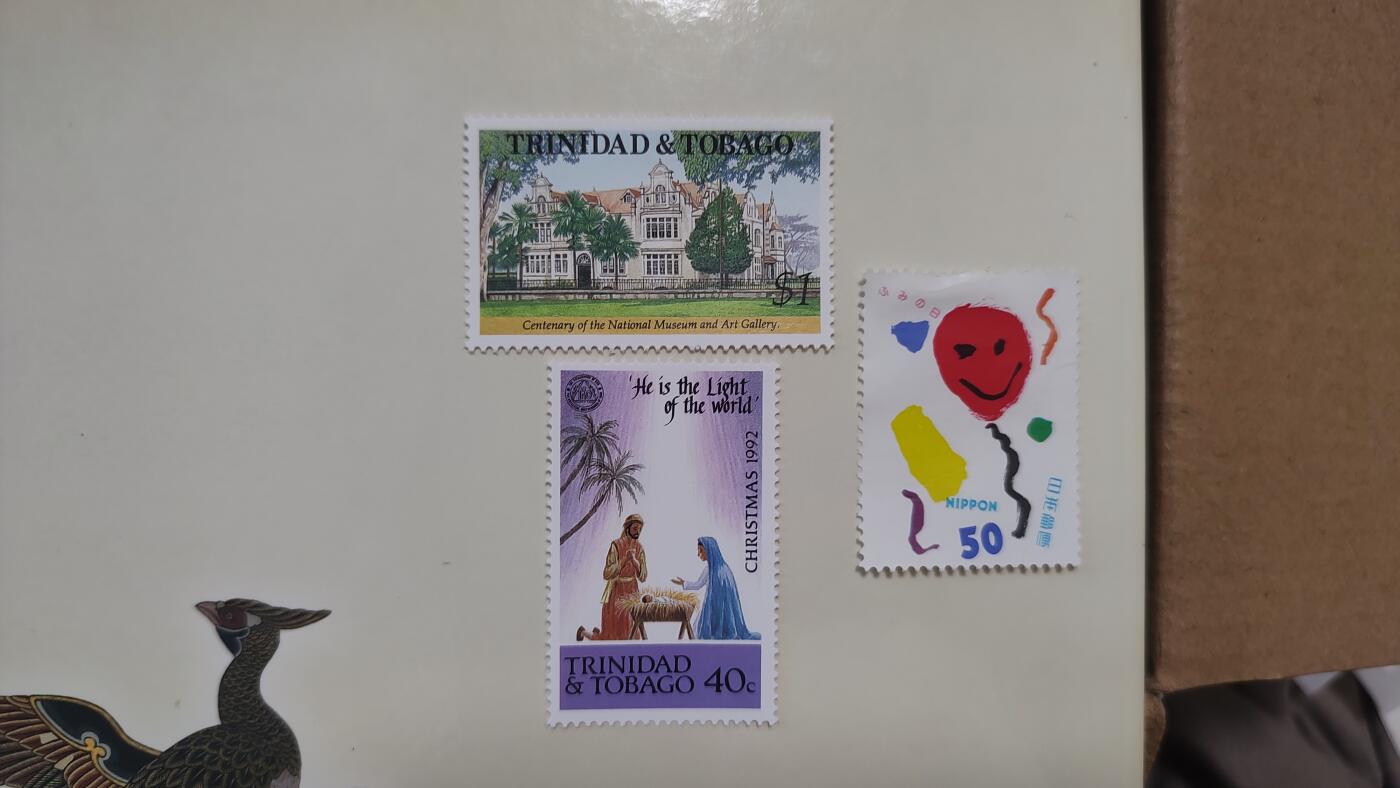 TRINIDAD & TOBAGO
$1
Centenary of the National Museum and Art Gallery.
'He is the Light
of the world'
CHRISTMAS 1992
TRINIDAD
& TOBAGO 40c
ふみの日
NIPPON
50
日本郵便